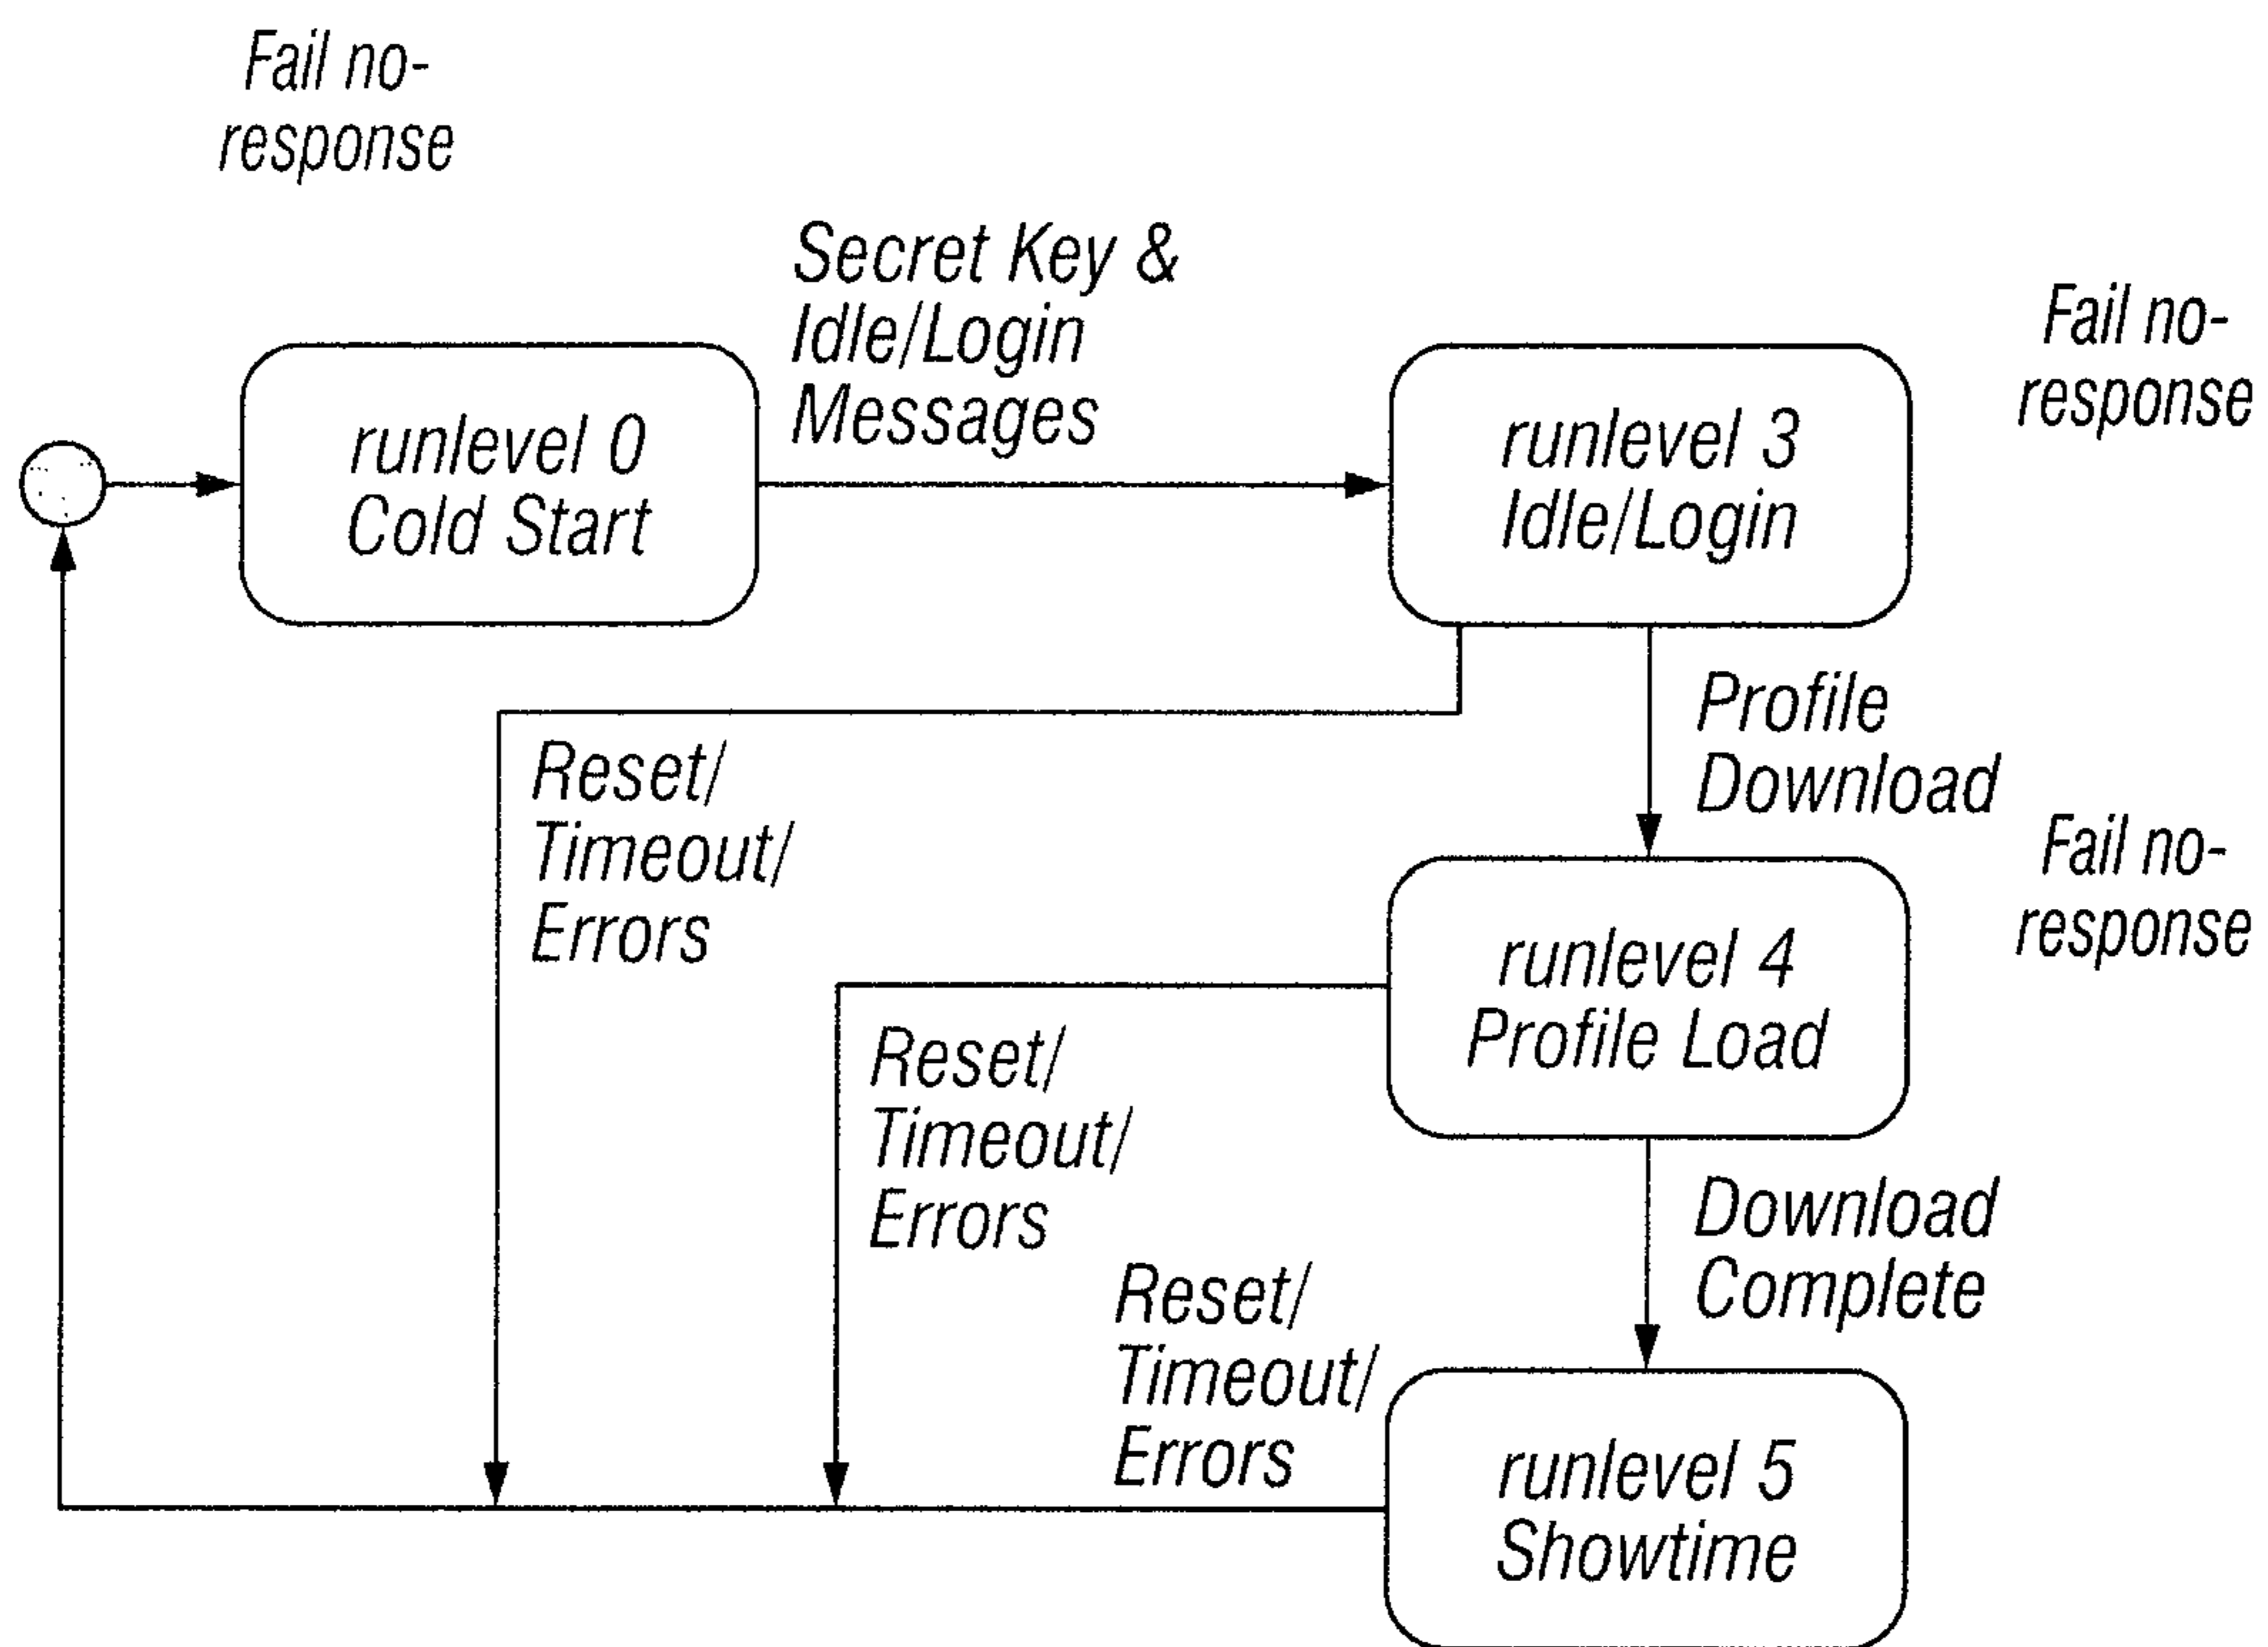 Fail no-
response
Secret Key &
Idle/Login
Messages
runlevel 0
Cold Start
runlevel 3
Idle/Login
Fail no-
response
Profile
Download
Reset/
Timeout/
Errors
Fail no-
response
runlevel 4
Profile Load
Reset/
Timeout/
Errors
Download
Complete
Reset/
Timeout/
Errors
runlevel 5
Showtime